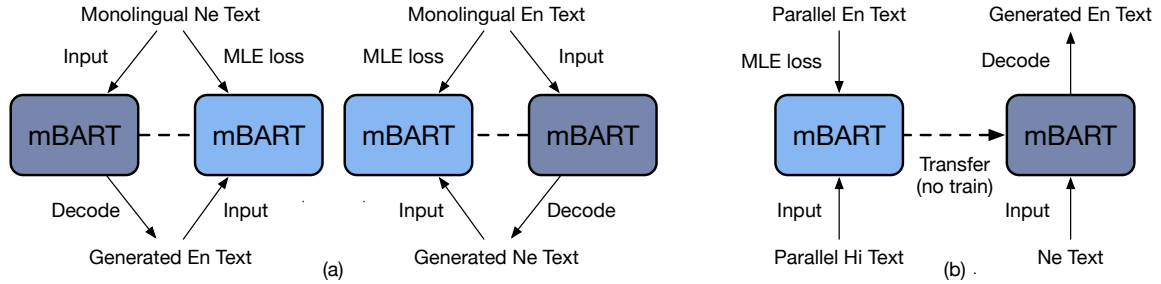 Monolingual Ne Text
Monolingual En Text
Parallel En Text
Generated En Text
Input
MLE loss
MLE loss
Input
MLE loss
Decode
mBART
mBART
mBART
mBART
mBART
mBART
Transfer
(no train)
Decode
Input
Input
Decode
Input
Input
Generated En Text
(a)
Generated Ne Text
Parallel Hi Text
(b)
Ne Text